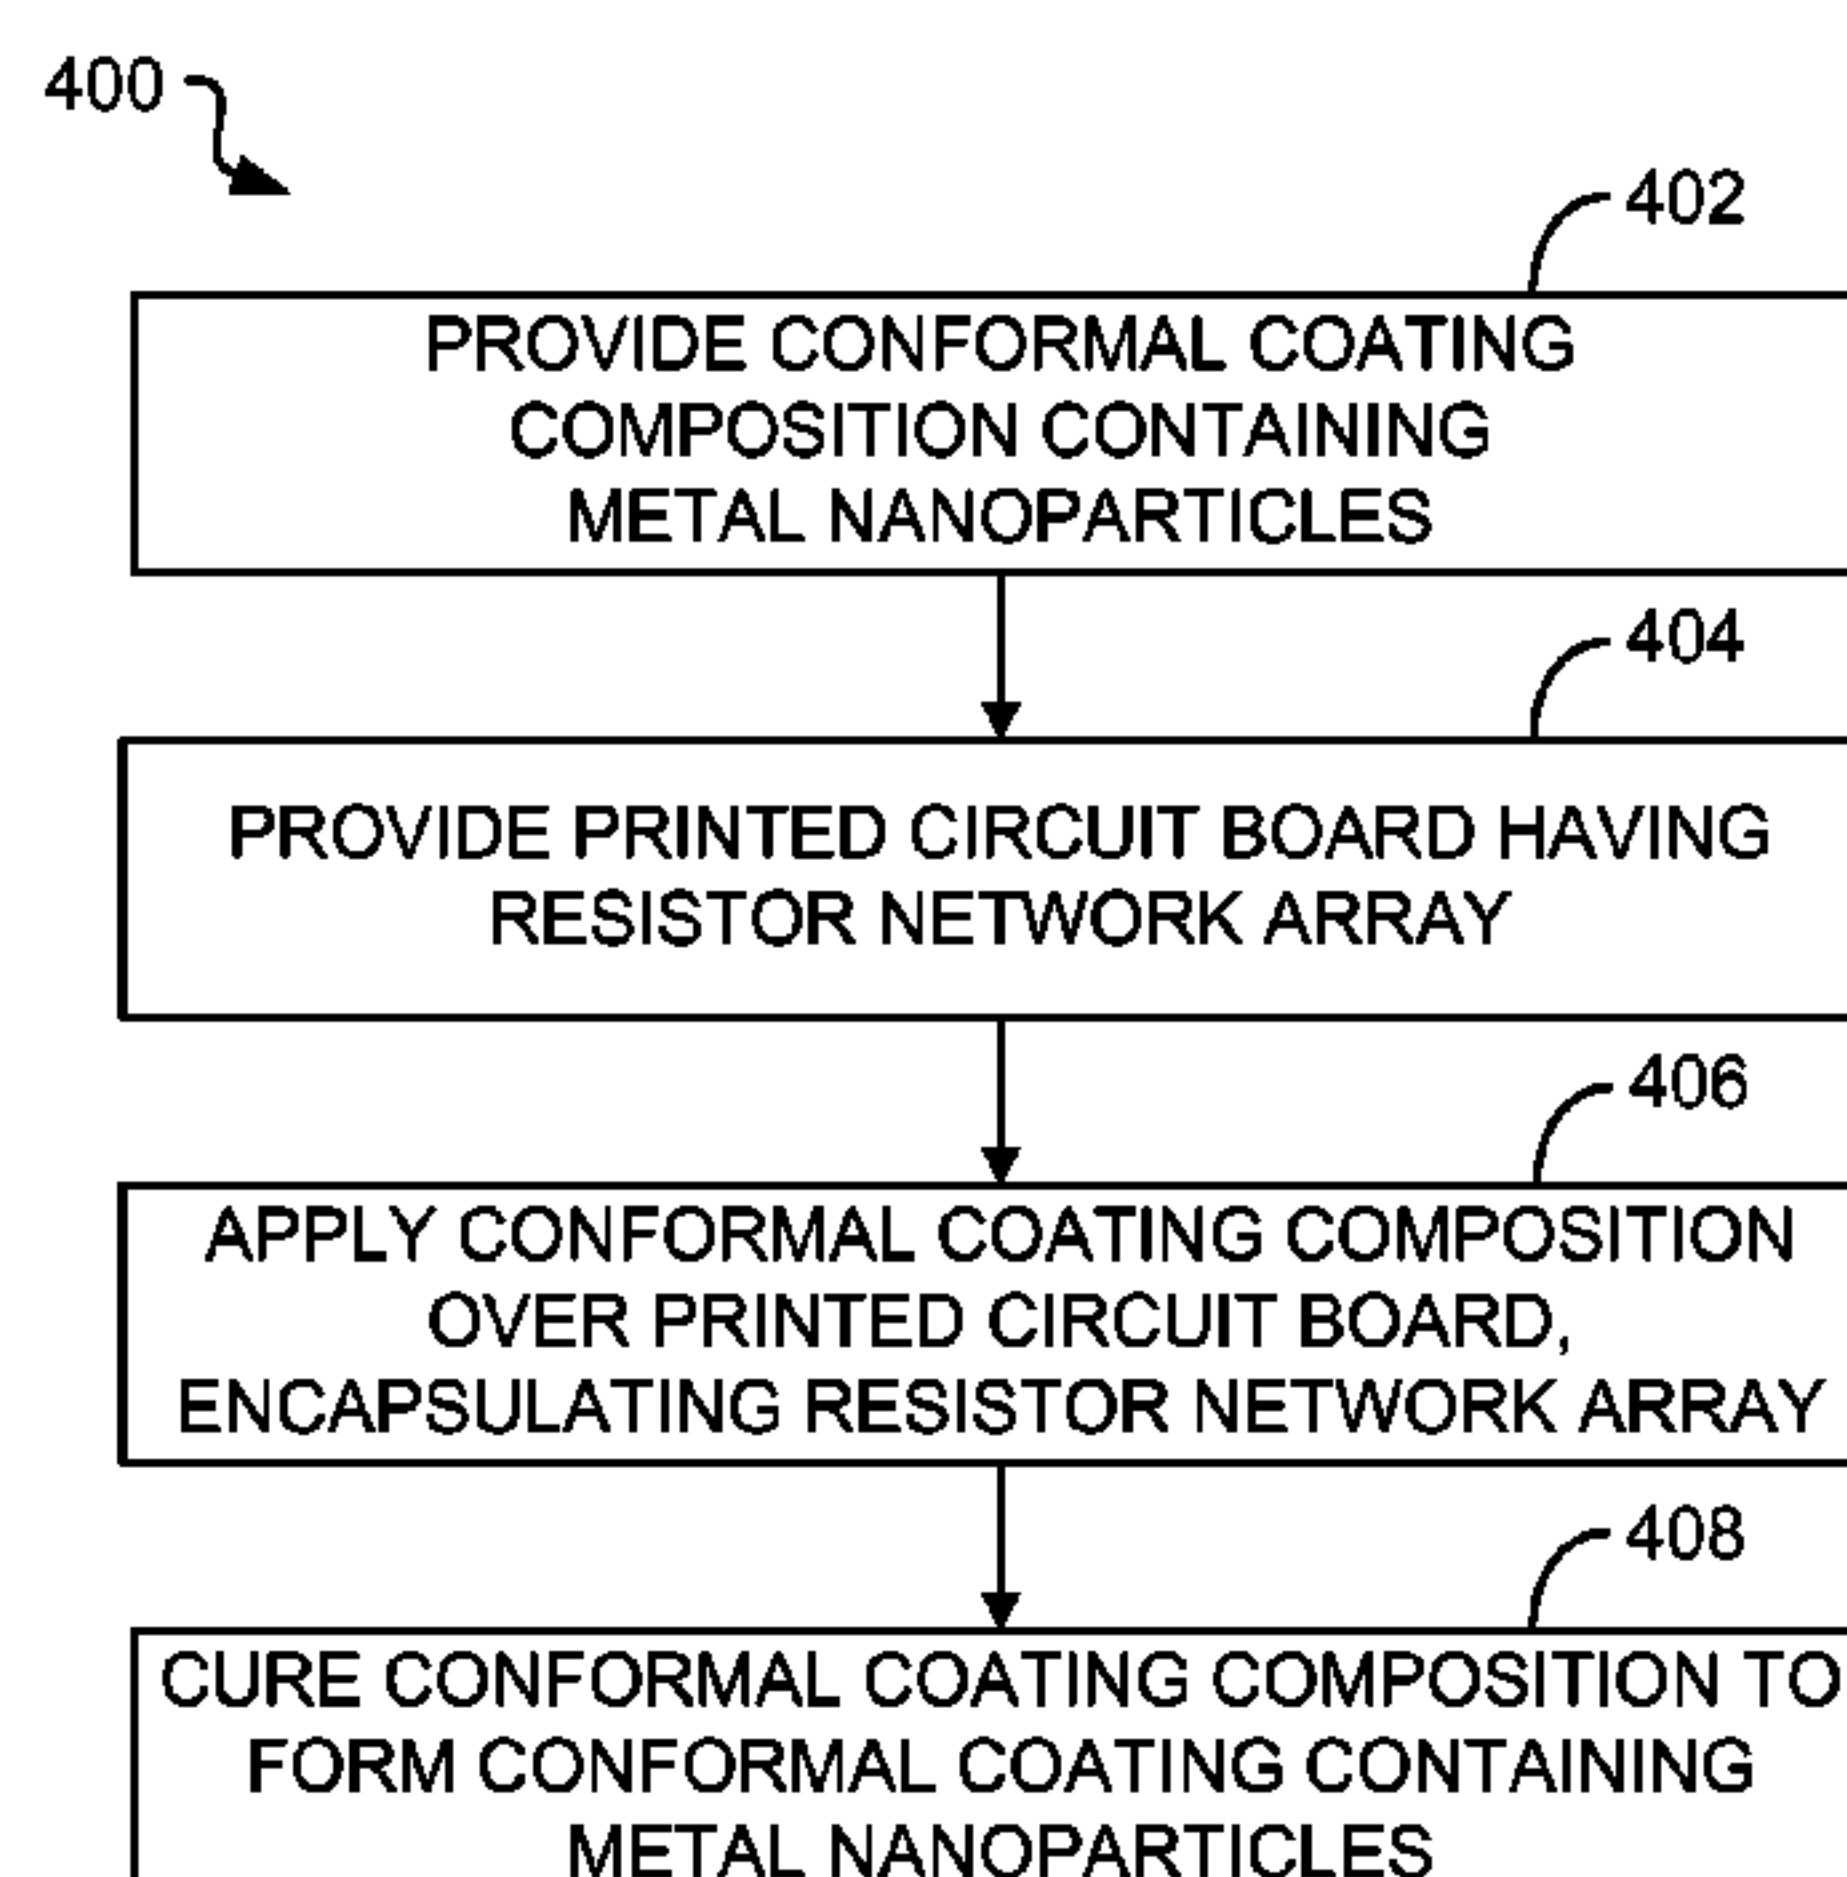 400
402
PROVIDE CONFORMAL COATING
COMPOSITION CONTAINING
METAL NANOPARTICLES
404
PROVIDE PRINTED CIRCUIT BOARD HAVING
RESISTOR NETWORK ARRAY
406
APPLY CONFORMAL COATING COMPOSITION
OVER PRINTED CIRCUIT BOARD,
ENCAPSULATING RESISTOR NETWORK ARRAY
408
CURE CONFORMAL COATING COMPOSITION TO
FORM CONFORMAL COATING CONTAINING
METAL NANOPARTICLES